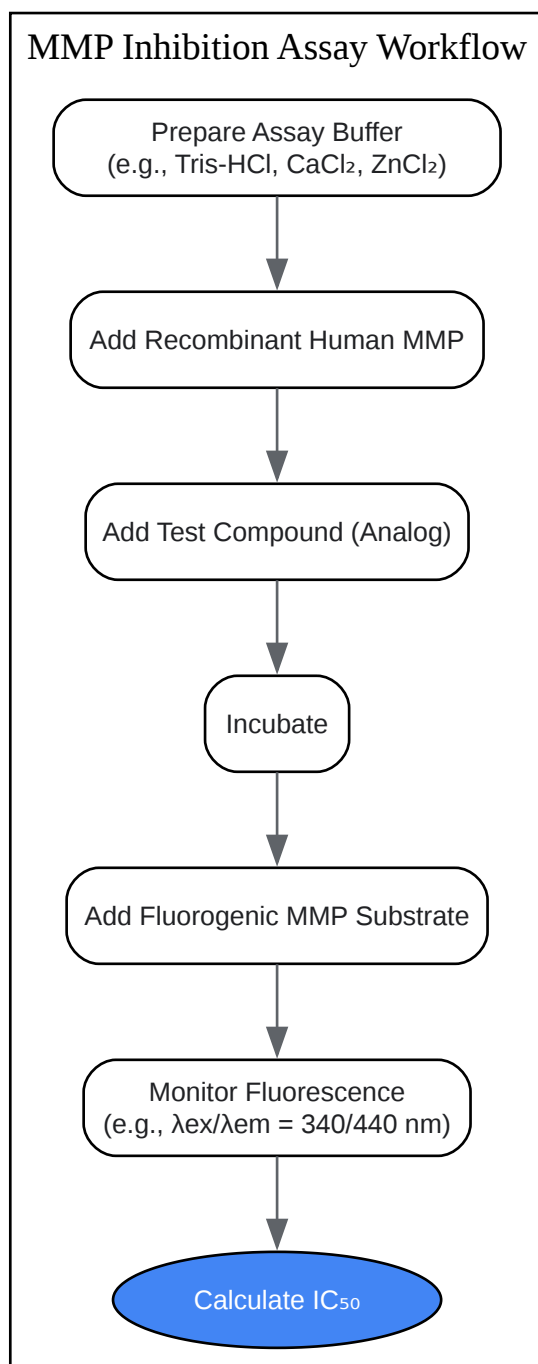 MMP Inhibition Assay Workflow
Prepare Assay Buffer
(e.g., Tris-HCl, CaCl₂, ZnCl₂)
Add Recombinant Human MMP
Add Test Compound (Analog)
Incubate
Add Fluorogenic MMP Substrate
Monitor Fluorescence
(e.g., λex/λem = 340/440 nm)
Calculate IC₅₀